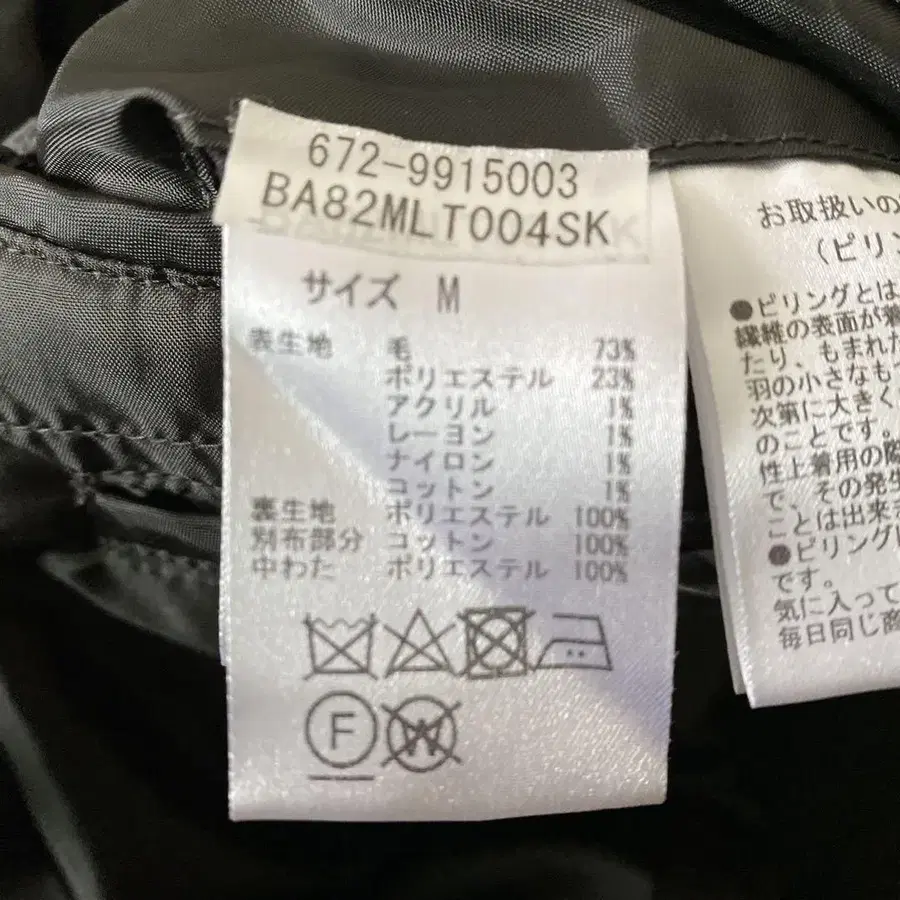 672-9915003
BA82MLT004SK
サイズ M
表生地 毛 73%
ポリエステル 23%
アクリル 1%
レーヨン 1%
ナイロン 1%
コットン 1%
裏生地 ポリエステル 100%
別布部分 コットン 100%
中わた ポリエステル 100%
F
W
お取扱いの
(ピリン
●ピリングとは
繊維の表面が着
たり、もまれた
羽の小さなも
次第に大きく
のことです。
性上着用の際
で、その発生
ことは出来ま
●ピリングし
です。
気に入って
毎日同じ商